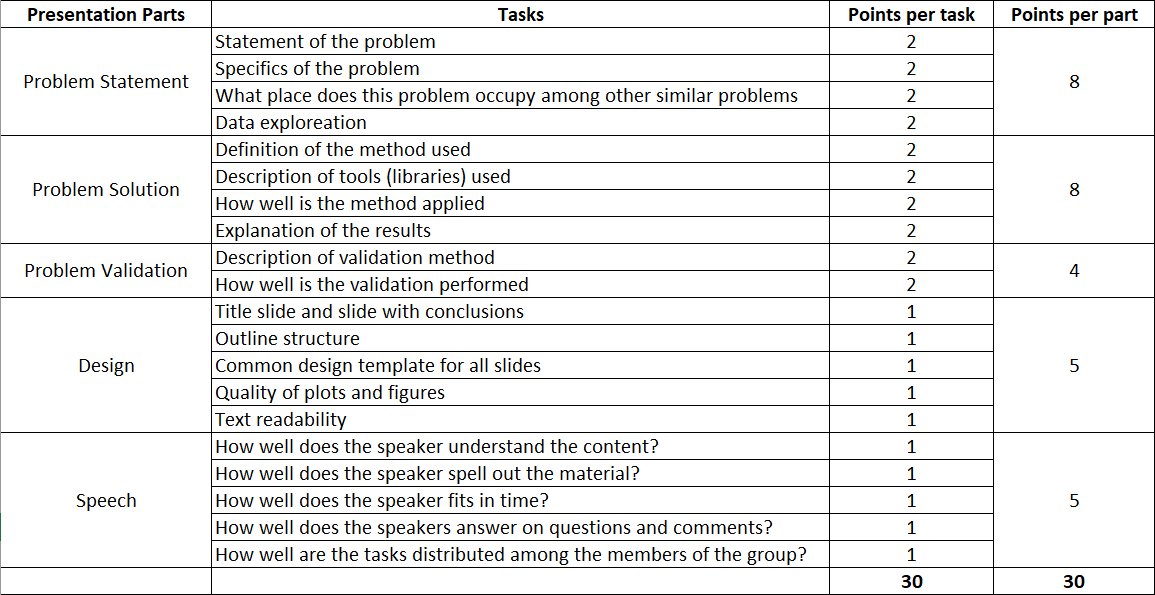 Presentation Parts Tasks Points per task Points per part
Problem Statement
Statement of the problem 2
Specifics of the problem 2
What place does this problem occupy among other similar problems 2
Data exploreation 2
8
Problem Solution
Definition of the method used 2
Description of tools (libraries) used 2
How well is the method applied 2
Explanation of the results 2
8
Problem Validation
Description of validation method 2
How well is the validation performed 2
4
Design
Title slide and slide with conclusions 1
Outline structure 1
Common design template for all slides 1
Quality of plots and figures 1
Text readability 1
5
Speech
How well does the speaker understand the content? 1
How well does the speaker spell out the material? 1
How well does the speaker fits in time? 1
How well does the speakers answer on questions and comments? 1
How well are the tasks distributed among the members of the group? 1
5
30 30